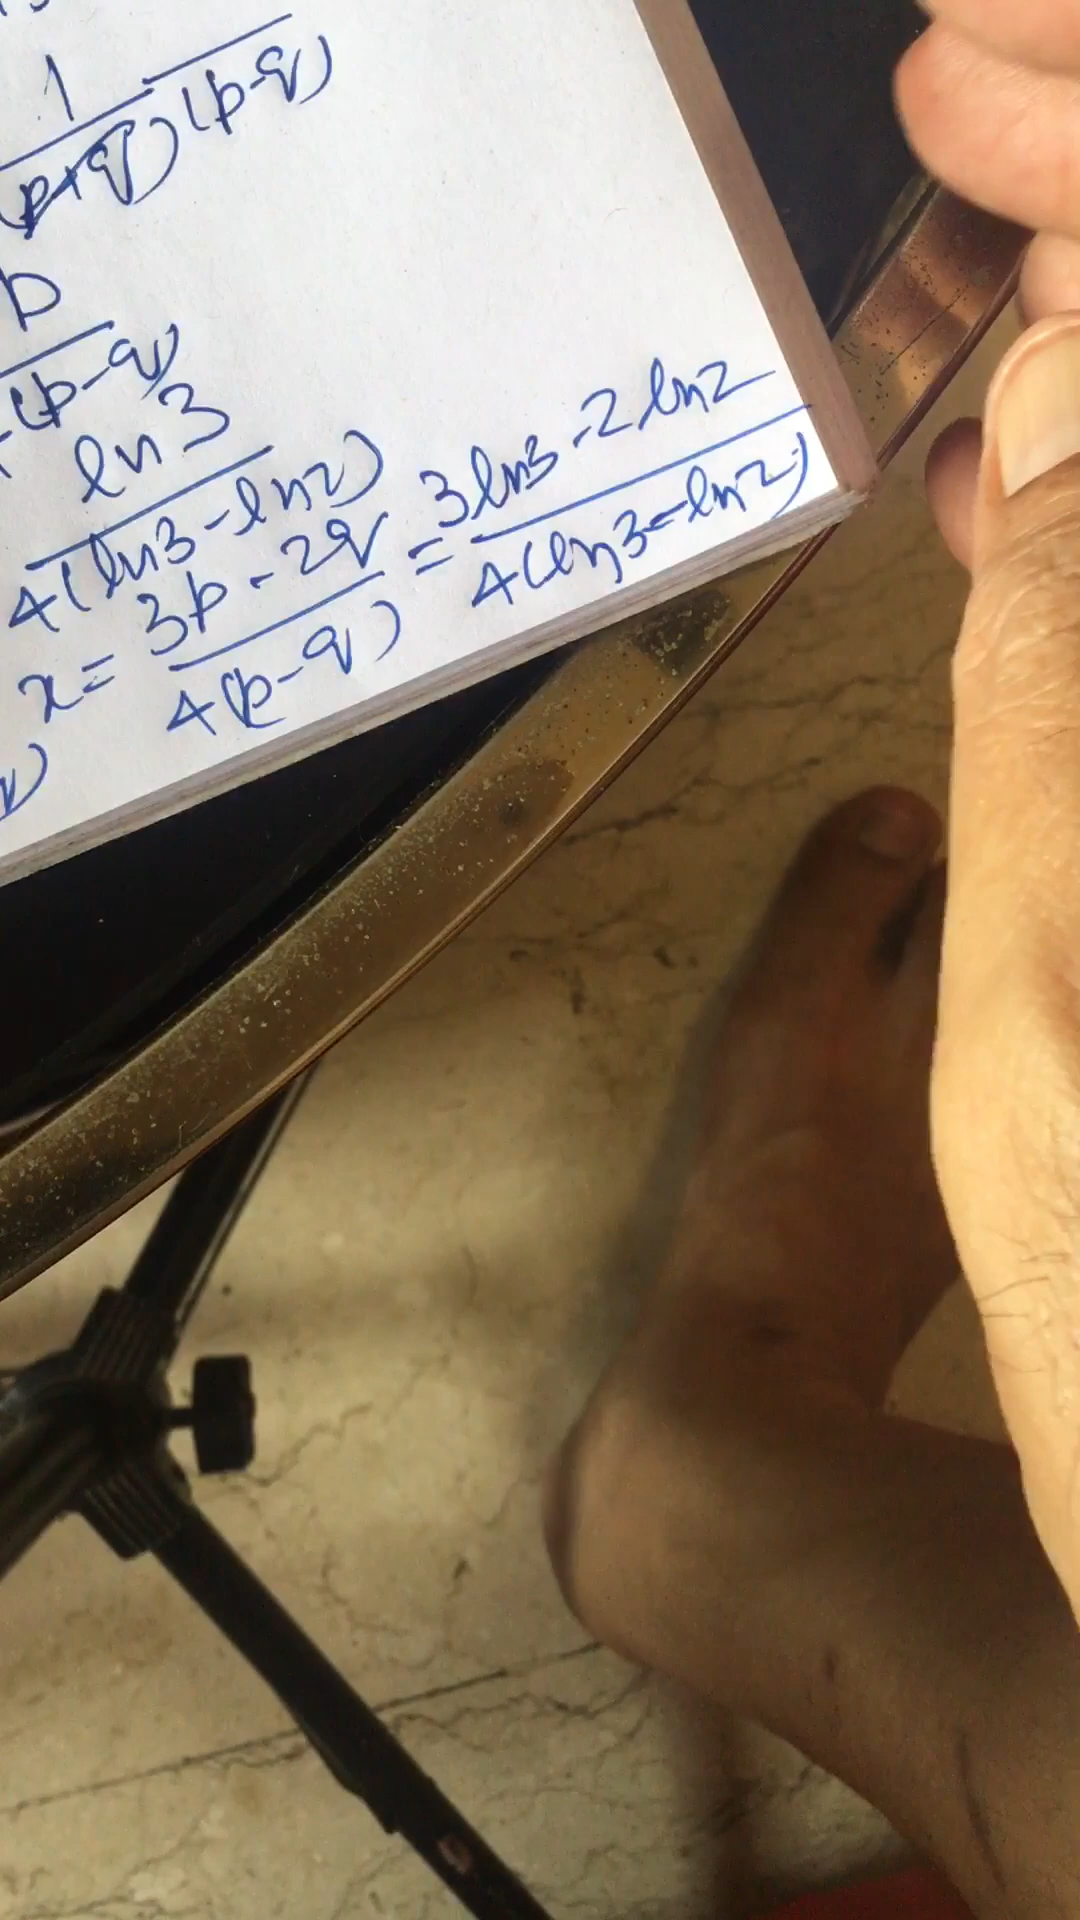 1
(p+q)(p-q)
p
(p-q)
ln3
4(ln3-ln2)
x = 3p-2q / 4(p-q) = 3ln3-2ln2 / 4(ln3-ln2)